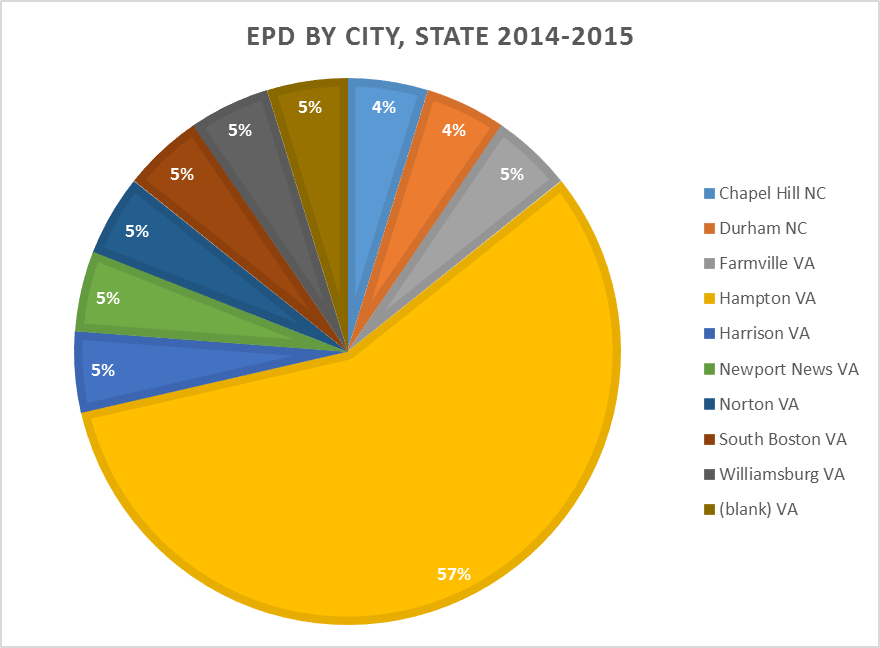 EPD BY CITY, STATE 2014-2015
5%
4%
5%
4%
5%
5%
5%
5%
5%
57%
Chapel Hill NC
Durham NC
Farmville VA
Hampton VA
Harrison VA
Newport News VA
Norton VA
South Boston VA
Williamsburg VA
(blank) VA